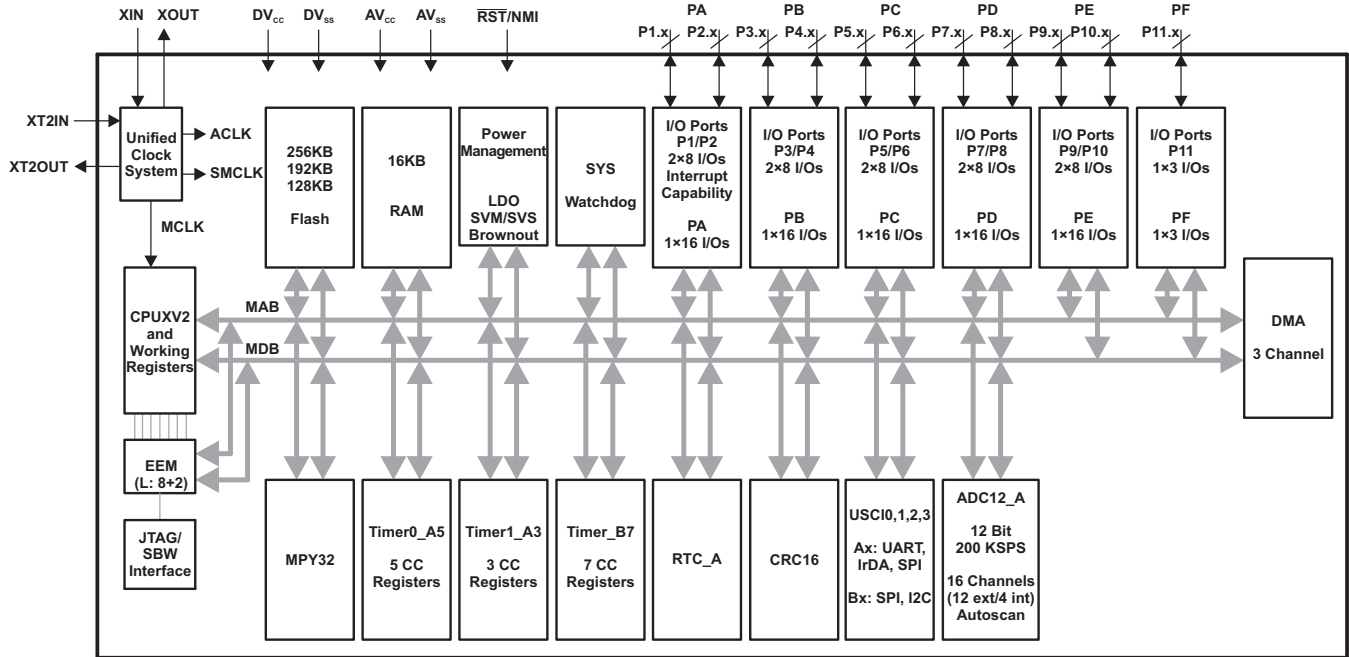 XIN XOUT DVCC DVSS AVCC AVSS RST/NMI
PA PB PC PD PE PF
P1.x P2.x P3.x P4.x P5.x P6.x P7.x P8.x P9.x P10.x P11.x
XT2IN
XT2OUT
Unified
Clock
System
ACLK
SMCLK
MCLK
256KB
192KB
128KB
Flash
16KB
RAM
Power
Management
LDO
SVM/SVS
Brownout
SYS
Watchdog
I/O Ports
P1/P2
2×8 I/Os
Interrupt
Capability
PA
1×16 I/Os
I/O Ports
P3/P4
2×8 I/Os
PB
1×16 I/Os
I/O Ports
P5/P6
2×8 I/Os
PC
1×16 I/Os
I/O Ports
P7/P8
2×8 I/Os
PD
1×16 I/Os
I/O Ports
P9/P10
2×8 I/Os
PE
1×16 I/Os
I/O Ports
P11
1×3 I/Os
PF
1×3 I/Os
CPUXV2
and
Working
Registers
MAB
MDB
DMA
3 Channel
EEM
(L: 8+2)
JTAG/
SBW
Interface
MPY32
Timer0_A5
5 CC
Registers
Timer1_A3
3 CC
Registers
Timer_B7
7 CC
Registers
RTC_A
CRC16
USCI0,1,2,3
Ax: UART,
IrDA, SPI
Bx: SPI, I2C
ADC12_A
12 Bit
200 KSPS
16 Channels
(12 ext/4 int)
Autoscan